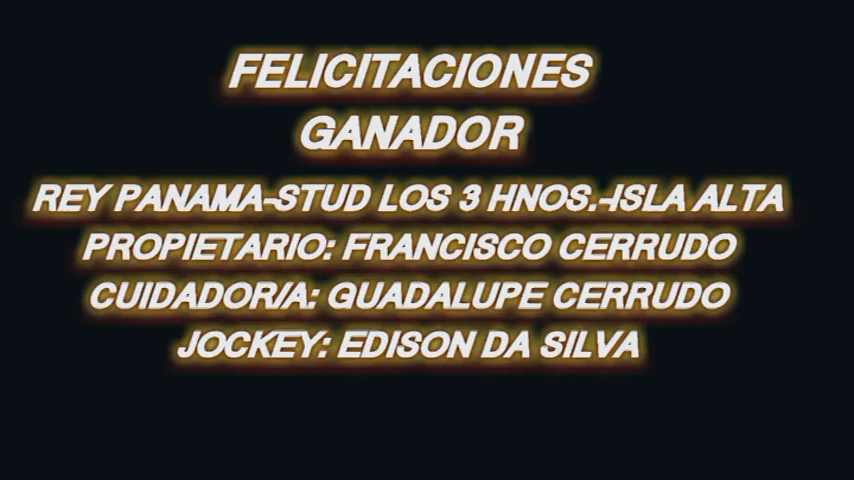 FELICITACIONES
GANADOR
REY PANAMA-STUD LOS 3 HNOS.-ISLA ALTA
PROPIETARIO: FRANCISCO CERRUDO
CUIDADOR/A: GUADALUPE CERRUDO
JOCKEY: EDISON DA SILVA